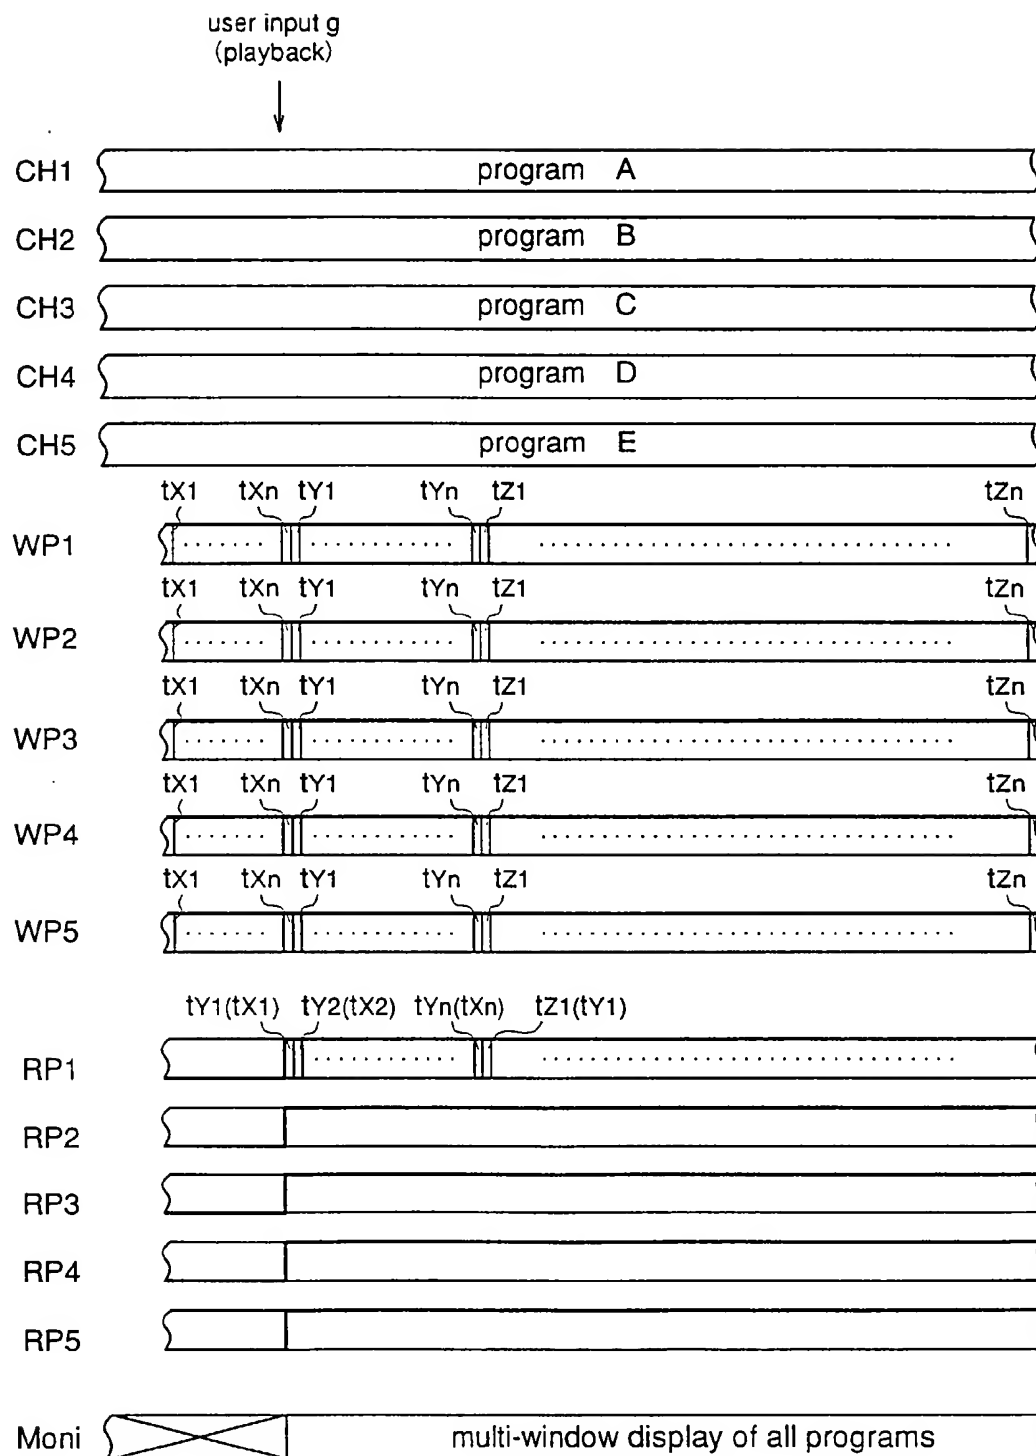 user input g
(playback)
CH1 program A
CH2 program B
CH3 program C
CH4 program D
CH5 program E
tX1 tXn tY1 tYn tZ1 tZn
WP1
tX1 tXn tY1 tYn tZ1 tZn
WP2
tX1 tXn tY1 tYn tZ1 tZn
WP3
tX1 tXn tY1 tYn tZ1 tZn
WP4
tX1 tXn tY1 tYn tZ1 tZn
WP5
tY1(tX1) tY2(tX2) tYn(tXn) tZ1(tY1)
RP1
RP2
RP3
RP4
RP5
Moni multi-window display of all programs